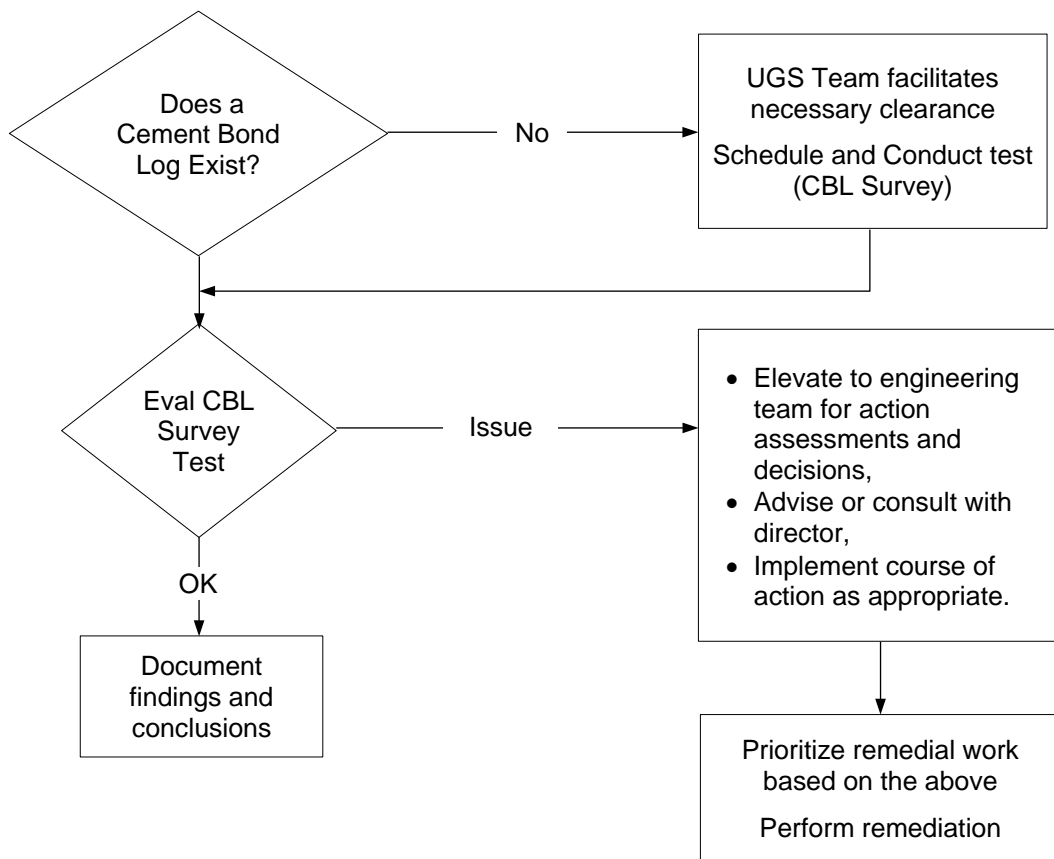 Does a
Cement Bond
Log Exist?
No
UGS Team facilitates
necessary clearance
Schedule and Conduct test
(CBL Survey)
Eval CBL
Survey
Test
Issue
• Elevate to engineering
team for action
assessments and
decisions,
• Advise or consult with
director,
• Implement course of
action as appropriate.
OK
Document
findings and
conclusions
Prioritize remedial work
based on the above
Perform remediation